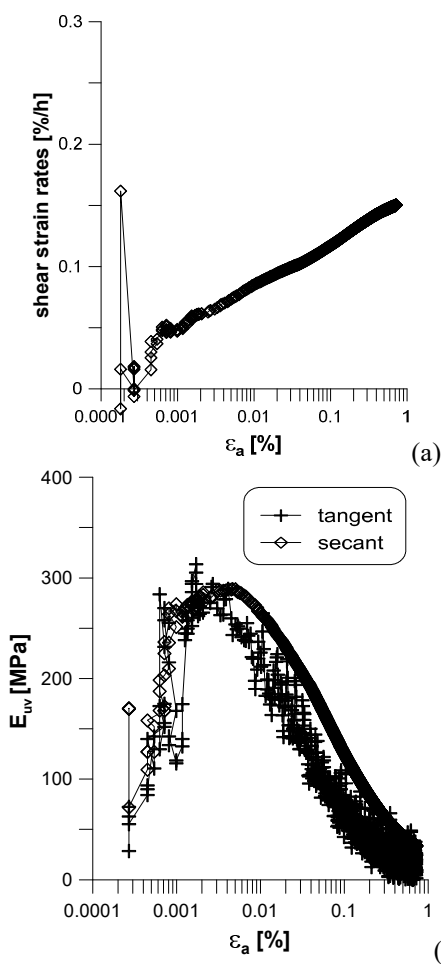 0.3
0.2
0.1
0
shear strain rates [%/h]
0.0001 0.001 0.01 0.1 1
εa [%]
(a)
400
300
200
100
0
Euv [MPa]
tangent
secant
0.0001 0.001 0.01 0.1 1
εa [%]
(